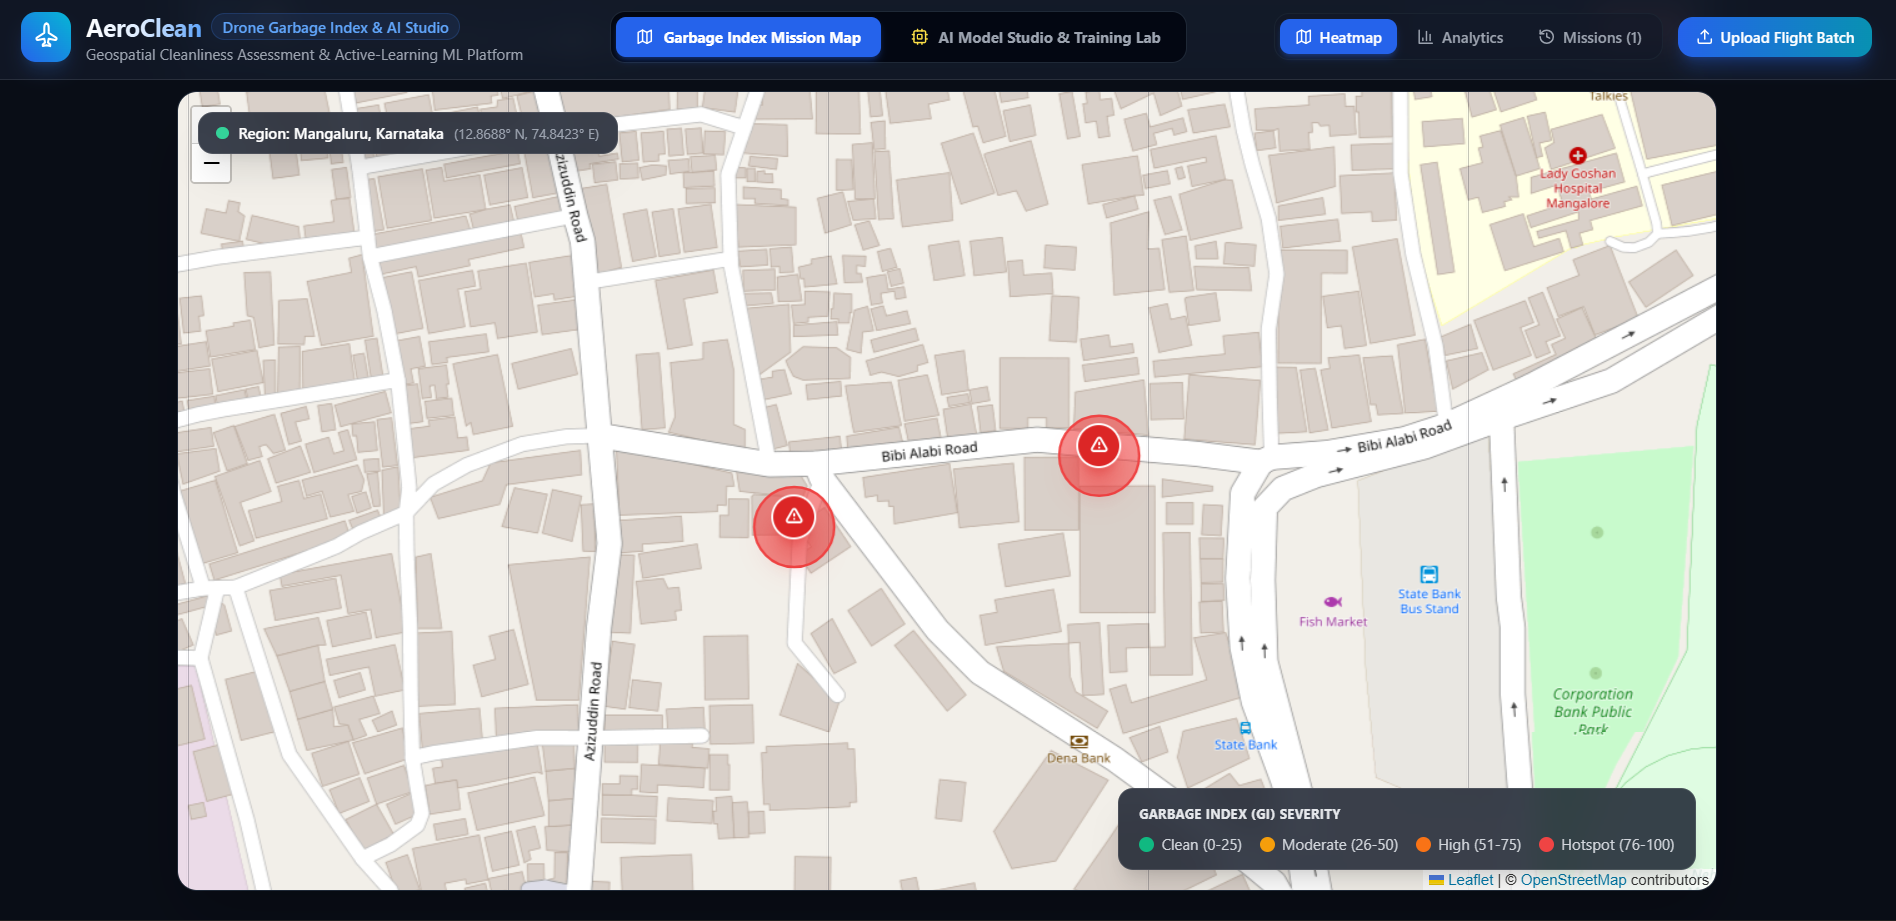 AeroClean
Drone Garbage Index & AI Studio
Geospatial Cleanliness Assessment & Active-Learning ML Platform
Garbage Index Mission Map
AI Model Studio & Training Lab
Heatmap
Analytics
Missions (1)
Upload Flight Batch
Region: Mangaluru, Karnataka (12.8688° N, 74.8423° E)
Talkies
Lady Goshan
Hospital
Mangalore
Azizuddin Road
Bibi Alabi Road
Bibi Alabi Road
State Bank
Bus Stand
Fish Market
Azizuddin Road
Corporation
Bank Public
Park
State Bank
Dena Bank
GARBAGE INDEX (GI) SEVERITY
Clean (0-25)
Moderate (26-50)
High (51-75)
Hotspot (76-100)
Leaflet | © OpenStreetMap contributors